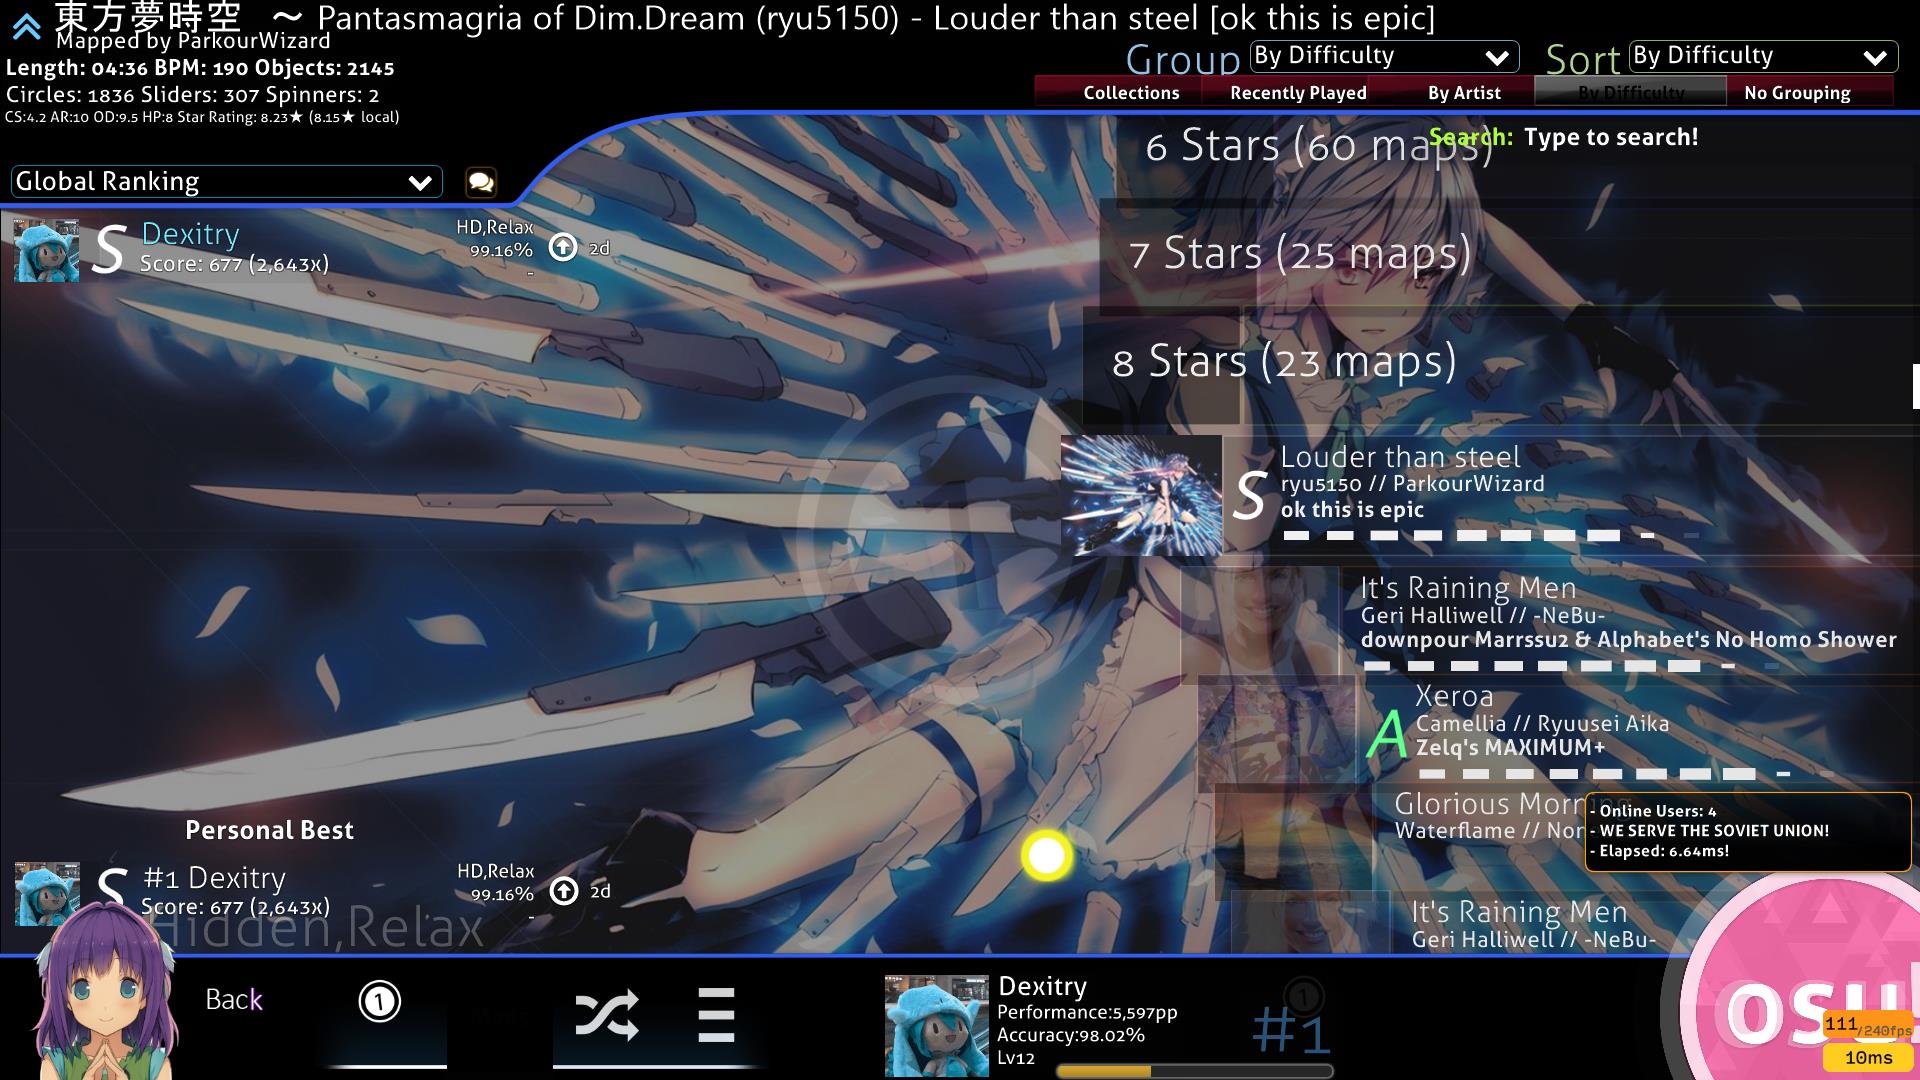 東方夢時空 ～ Pantasmagria of Dim.Dream (ryu5150) - Louder than steel [ok this is epic]
Mapped by ParkourWizard
Length: 04:36 BPM: 190 Objects: 2145
Circles: 1836 Sliders: 307 Spinners: 2
CS:4.2 AR:10 OD:9.5 HP:8 Star Rating: 8.23★ (8.15★ local)
Group By Difficulty
Sort By Difficulty
Collections Recently Played By Artist By Difficulty No Grouping
Search: Type to search!
Global Ranking
S Dexitry
Score: 677 (2,643x)
HD,Relax
99.16%
-
2d
6 Stars (60 maps)
7 Stars (25 maps)
8 Stars (23 maps)
S Louder than steel
ryu5150 // ParkourWizard
ok this is epic
It's Raining Men
Geri Halliwell // -NeBu-
downpour Marrssu2 & Alphabet's No Homo Shower
A Xeroa
Camellia // Ryuusei Aika
Zelq's MAXIMUM+
Glorious Morning
Waterflame // Nor
- Online Users: 4
- WE SERVE THE SOVIET UNION!
- Elapsed: 6.64ms!
It's Raining Men
Geri Halliwell // -NeBu-
Personal Best
S #1 Dexitry
Score: 677 (2,643x)
HD,Relax
99.16%
-
2d
Hidden,Relax
Back
1
Dexitry
Performance:5,597pp
Accuracy:98.02%
Lv12
1
#1
osu
111/240fps
10ms